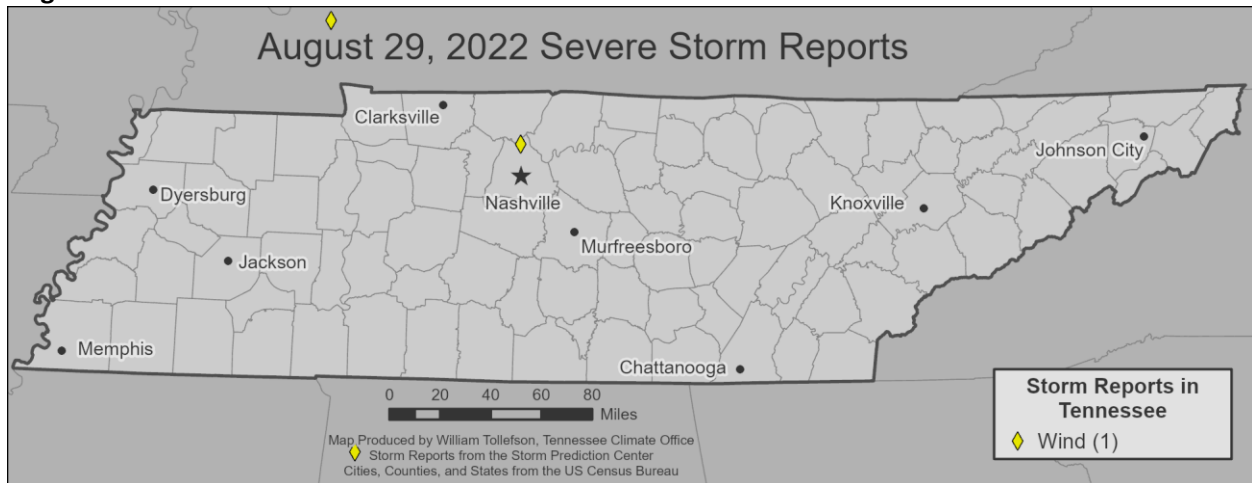 August 29, 2022 Severe Storm Reports
Clarksville
Johnson City
Dyersburg
Nashville
Knoxville
Murfreesboro
Jackson
Memphis
Chattanooga
0 20 40 60 80
Miles
Map Produced by William Tollefson, Tennessee Climate Office
Storm Reports from the Storm Prediction Center
Cities, Counties, and States from the US Census Bureau
Storm Reports in
Tennessee
Wind (1)